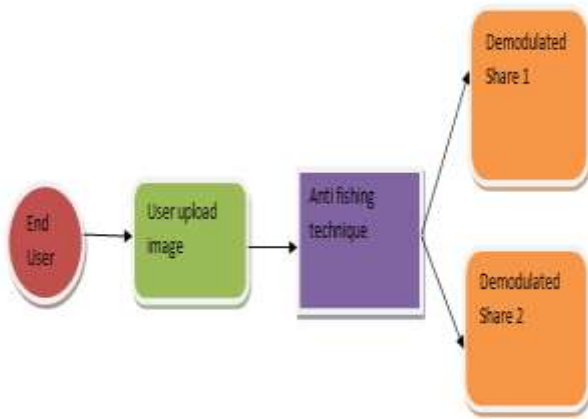 End
User
User upload
image
Anti fishing
technique
Demodulated
Share 1
Demodulated
Share 2